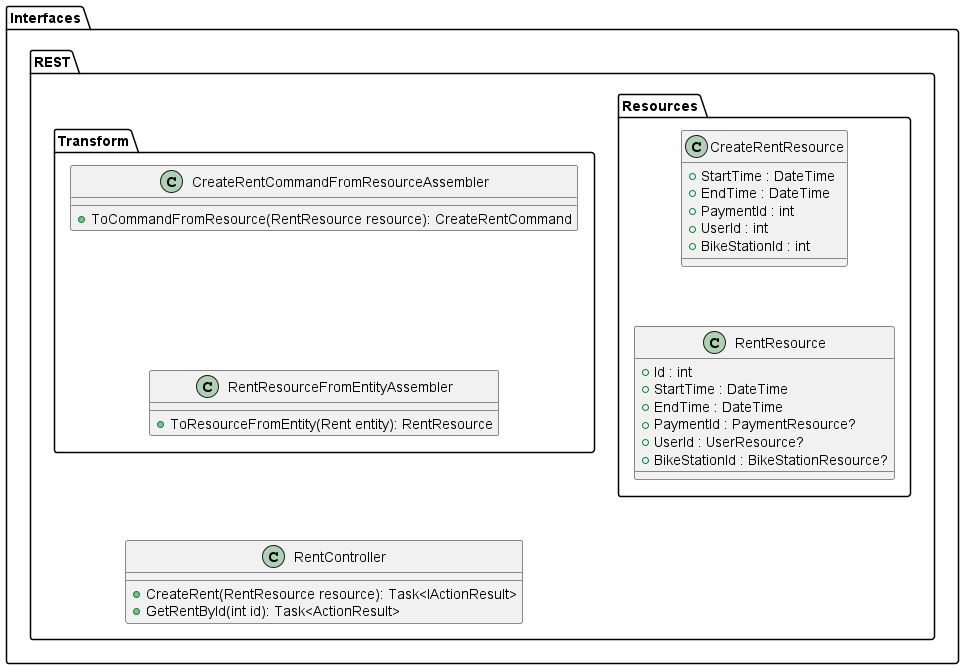 Interfaces
REST
Transform
C CreateRentCommandFromResourceAssembler
ToCommandFromResource(RentResource resource): CreateRentCommand
C RentResourceFromEntityAssembler
ToResourceFromEntity(Rent entity): RentResource
Resources
C CreateRentResource
StartTime : DateTime
EndTime : DateTime
PaymentId : int
UserId : int
BikeStationId : int
C RentResource
Id : int
StartTime : DateTime
EndTime : DateTime
PaymentId : PaymentResource?
UserId : UserResource?
BikeStationId : BikeStationResource?
C RentController
CreateRent(RentResource resource): Task<IActionResult>
GetRentById(int id): Task<ActionResult>